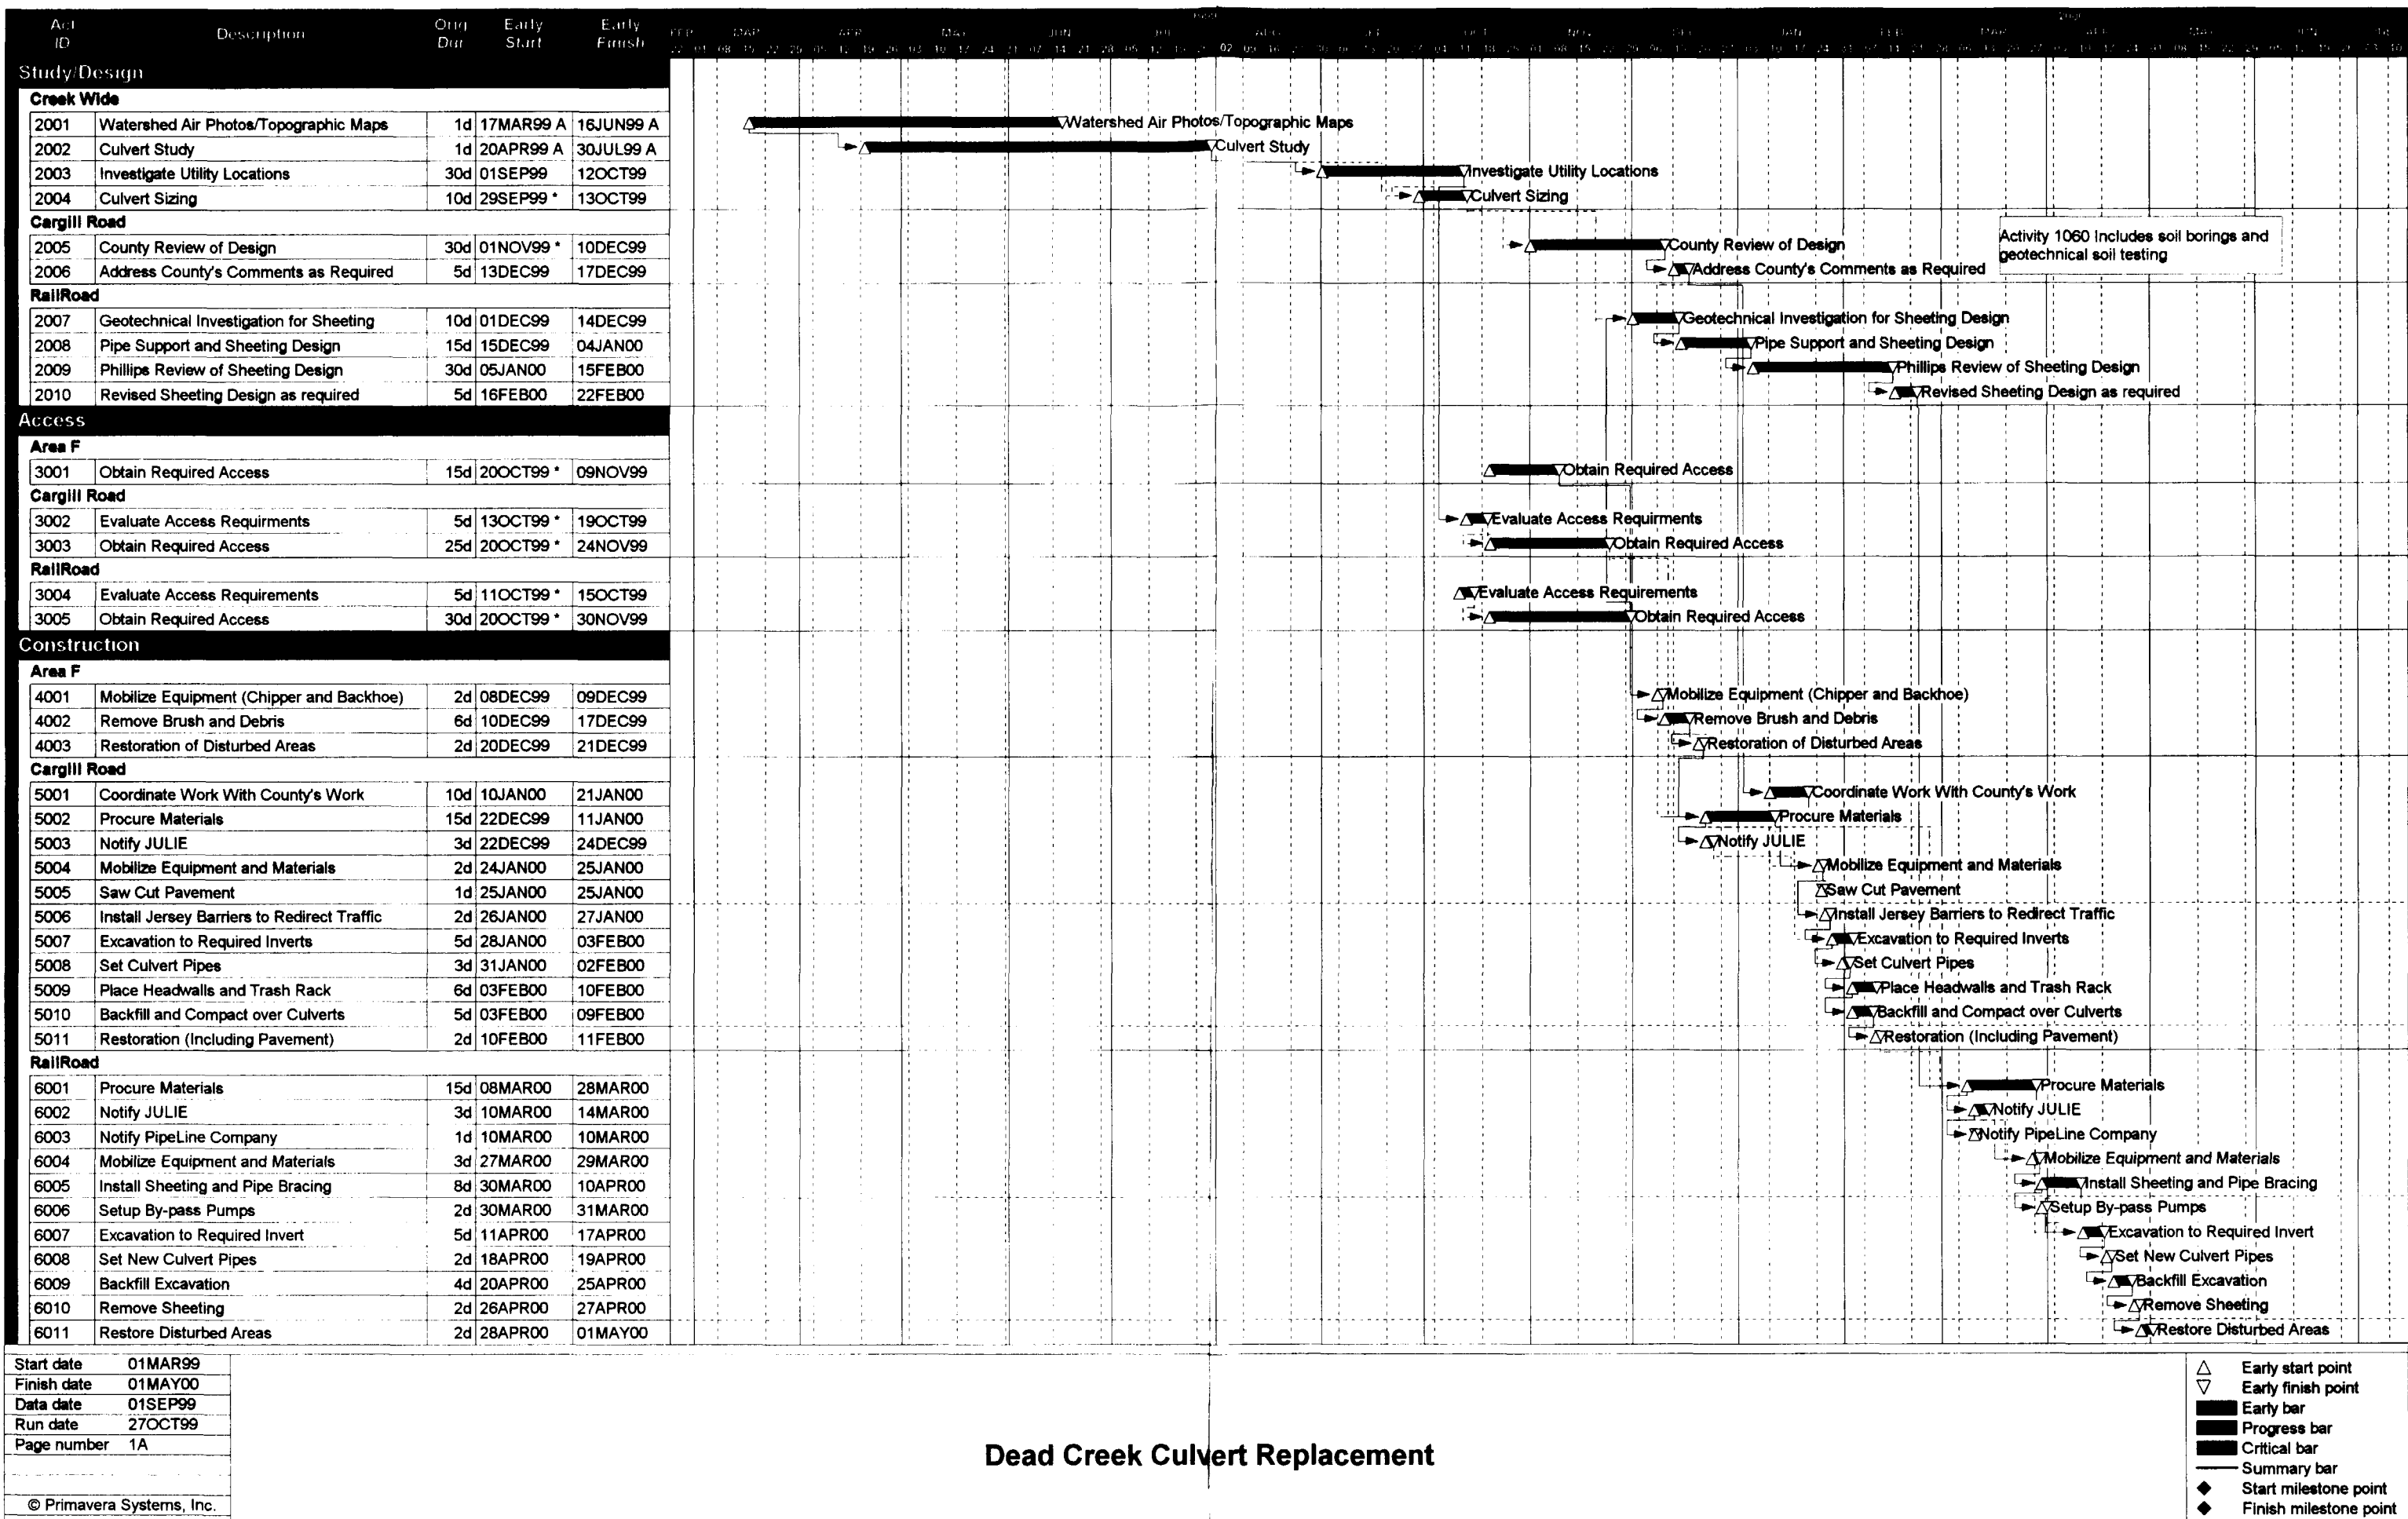 Act ID Description Orig Dur Early Start Early Finish
Study/Design
Creek Wide
2001 Watershed Air Photos/Topographic Maps 1d 17MAR99 A 16JUN99 A Watershed Air Photos/Topographic Maps
2002 Culvert Study 1d 20APR99 A 30JUL99 A Culvert Study
2003 Investigate Utility Locations 30d 01SEP99 12OCT99 Investigate Utility Locations
2004 Culvert Sizing 10d 29SEP99 * 13OCT99 Culvert Sizing
Cargill Road
2005 County Review of Design 30d 01NOV99 * 10DEC99 County Review of Design
2006 Address County's Comments as Required 5d 13DEC99 17DEC99 Address County's Comments as Required
Activity 1060 Includes soil borings and
geotechnical soil testing
RailRoad
2007 Geotechnical Investigation for Sheeting 10d 01DEC99 14DEC99 Geotechnical Investigation for Sheeting Design
2008 Pipe Support and Sheeting Design 15d 15DEC99 04JAN00 Pipe Support and Sheeting Design
2009 Phillips Review of Sheeting Design 30d 05JAN00 15FEB00 Phillips Review of Sheeting Design
2010 Revised Sheeting Design as required 5d 16FEB00 22FEB00 Revised Sheeting Design as required
Access
Area F
3001 Obtain Required Access 15d 20OCT99 * 09NOV99 Obtain Required Access
Cargill Road
3002 Evaluate Access Requirments 5d 13OCT99 * 19OCT99 Evaluate Access Requirments
3003 Obtain Required Access 25d 20OCT99 * 24NOV99 Obtain Required Access
RailRoad
3004 Evaluate Access Requirements 5d 11OCT99 * 15OCT99 Evaluate Access Requirements
3005 Obtain Required Access 30d 20OCT99 * 30NOV99 Obtain Required Access
Construction
Area F
4001 Mobilize Equipment (Chipper and Backhoe) 2d 08DEC99 09DEC99 Mobilize Equipment (Chipper and Backhoe)
4002 Remove Brush and Debris 6d 10DEC99 17DEC99 Remove Brush and Debris
4003 Restoration of Disturbed Areas 2d 20DEC99 21DEC99 Restoration of Disturbed Areas
Cargill Road
5001 Coordinate Work With County's Work 10d 10JAN00 21JAN00 Coordinate Work With County's Work
5002 Procure Materials 15d 22DEC99 11JAN00 Procure Materials
5003 Notify JULIE 3d 22DEC99 24DEC99 Notify JULIE
5004 Mobilize Equipment and Materials 2d 24JAN00 25JAN00 Mobilize Equipment and Materials
5005 Saw Cut Pavement 1d 25JAN00 25JAN00 Saw Cut Pavement
5006 Install Jersey Barriers to Redirect Traffic 2d 26JAN00 27JAN00 Install Jersey Barriers to Redirect Traffic
5007 Excavation to Required Inverts 5d 28JAN00 03FEB00 Excavation to Required Inverts
5008 Set Culvert Pipes 3d 31JAN00 02FEB00 Set Culvert Pipes
5009 Place Headwalls and Trash Rack 6d 03FEB00 10FEB00 Place Headwalls and Trash Rack
5010 Backfill and Compact over Culverts 5d 03FEB00 09FEB00 Backfill and Compact over Culverts
5011 Restoration (Including Pavement) 2d 10FEB00 11FEB00 Restoration (Including Pavement)
RailRoad
6001 Procure Materials 15d 08MAR00 28MAR00 Procure Materials
6002 Notify JULIE 3d 10MAR00 14MAR00 Notify JULIE
6003 Notify PipeLine Company 1d 10MAR00 10MAR00 Notify PipeLine Company
6004 Mobilize Equipment and Materials 3d 27MAR00 29MAR00 Mobilize Equipment and Materials
6005 Install Sheeting and Pipe Bracing 8d 30MAR00 10APR00 Install Sheeting and Pipe Bracing
6006 Setup By-pass Pumps 2d 30MAR00 31MAR00 Setup By-pass Pumps
6007 Excavation to Required Invert 5d 11APR00 17APR00 Excavation to Required Invert
6008 Set New Culvert Pipes 2d 18APR00 19APR00 Set New Culvert Pipes
6009 Backfill Excavation 4d 20APR00 25APR00 Backfill Excavation
6010 Remove Sheeting 2d 26APR00 27APR00 Remove Sheeting
6011 Restore Disturbed Areas 2d 28APR00 01MAY00 Restore Disturbed Areas
Start date 01MAR99
Finish date 01MAY00
Data date 01SEP99
Run date 27OCT99
Page number 1A
© Primavera Systems, Inc.
Dead Creek Culvert Replacement
Early start point
Early finish point
Early bar
Progress bar
Critical bar
Summary bar
Start milestone point
Finish milestone point